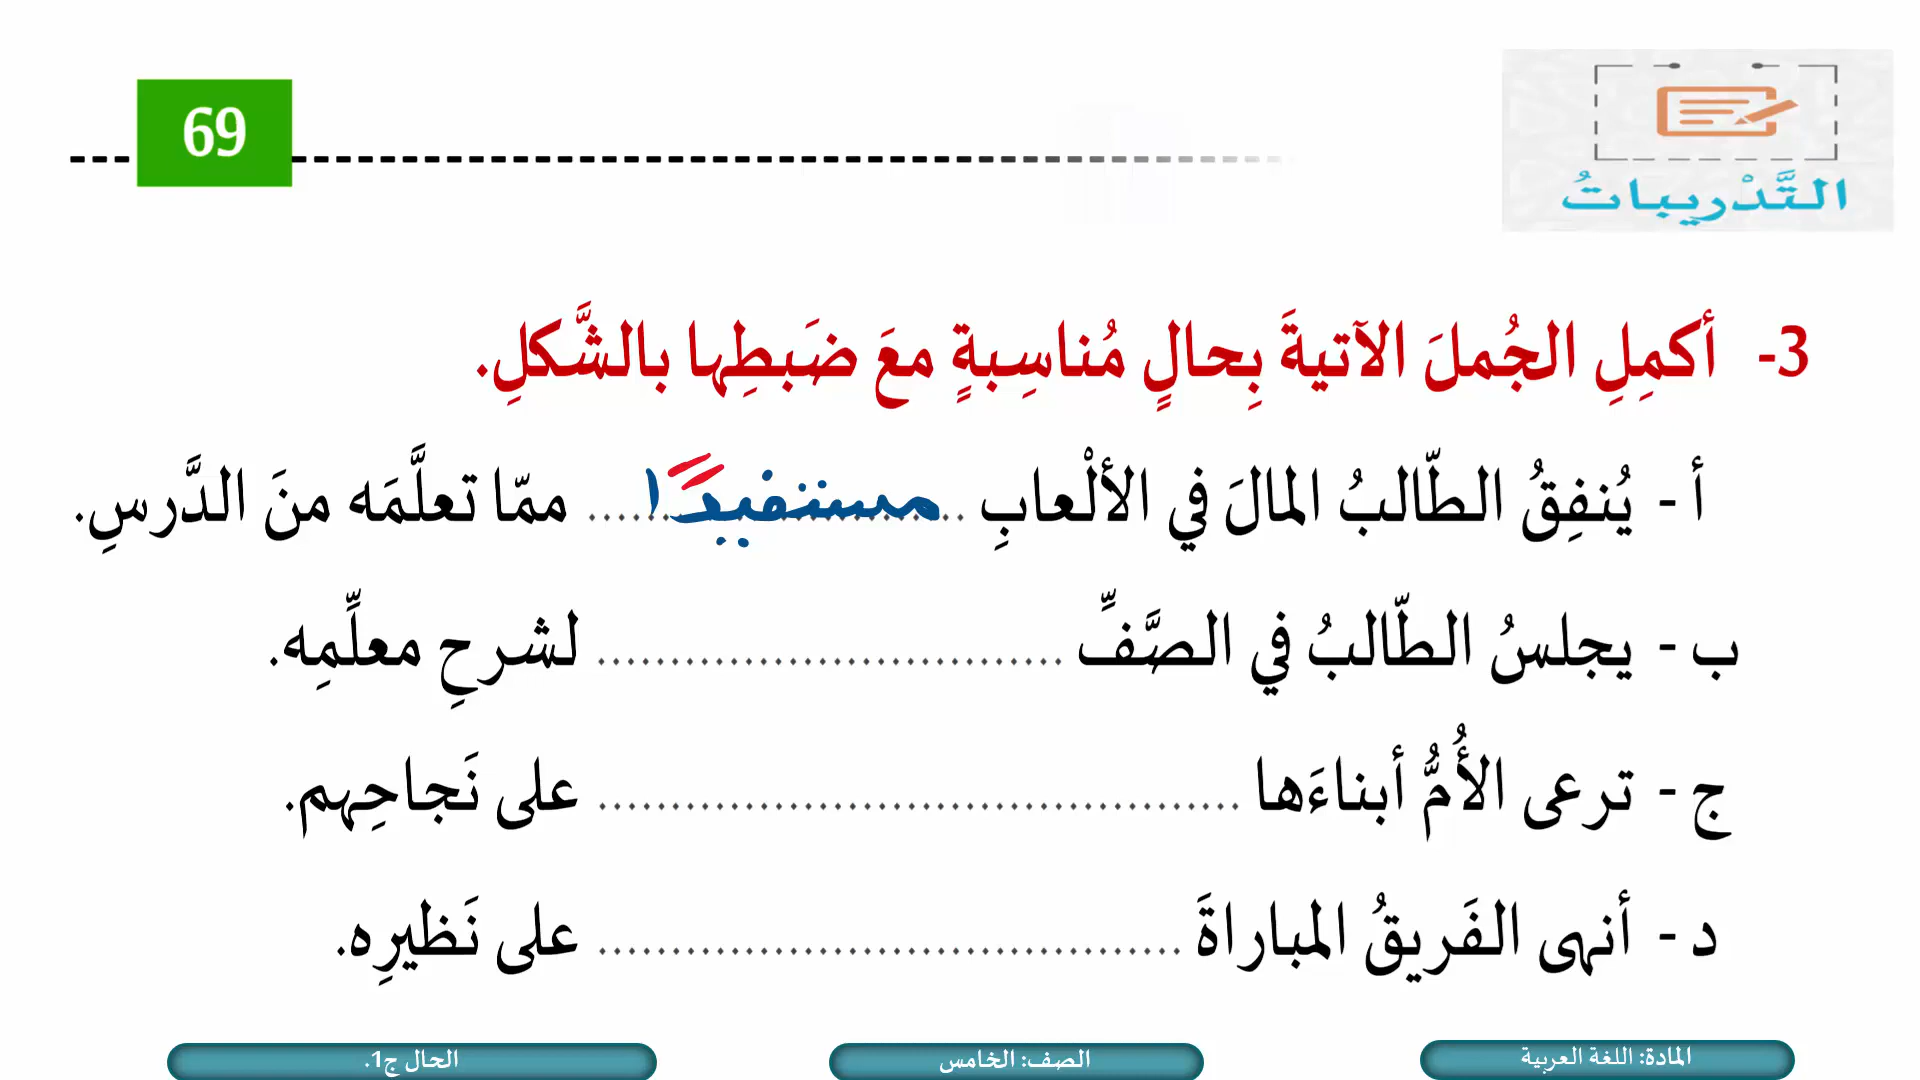 69
التَّدْريباتُ
3- أكمِلِ الجُملَ الآتيةَ بِحالٍ مُناسِبةٍ معَ ضَبطِها بالشَّكلِ.
أ - يُنفِقُ الطّالبُ المالَ في الألْعابِ ..... مستفيدًا ..... ممّا تعلَّمَه منَ الدَّرسِ.
ب - يجلسُ الطّالبُ في الصَّفِّ ................................ لشرحِ معلِّمِه.
ج - ترعى الأُمُّ أبناءَها ............................................ على نَجاحِهم.
د - أنهى الفَريقُ المباراةَ ........................................ على نَظيرِه.
المادة: اللغة العربية
الصف: الخامس
الحال ج1.